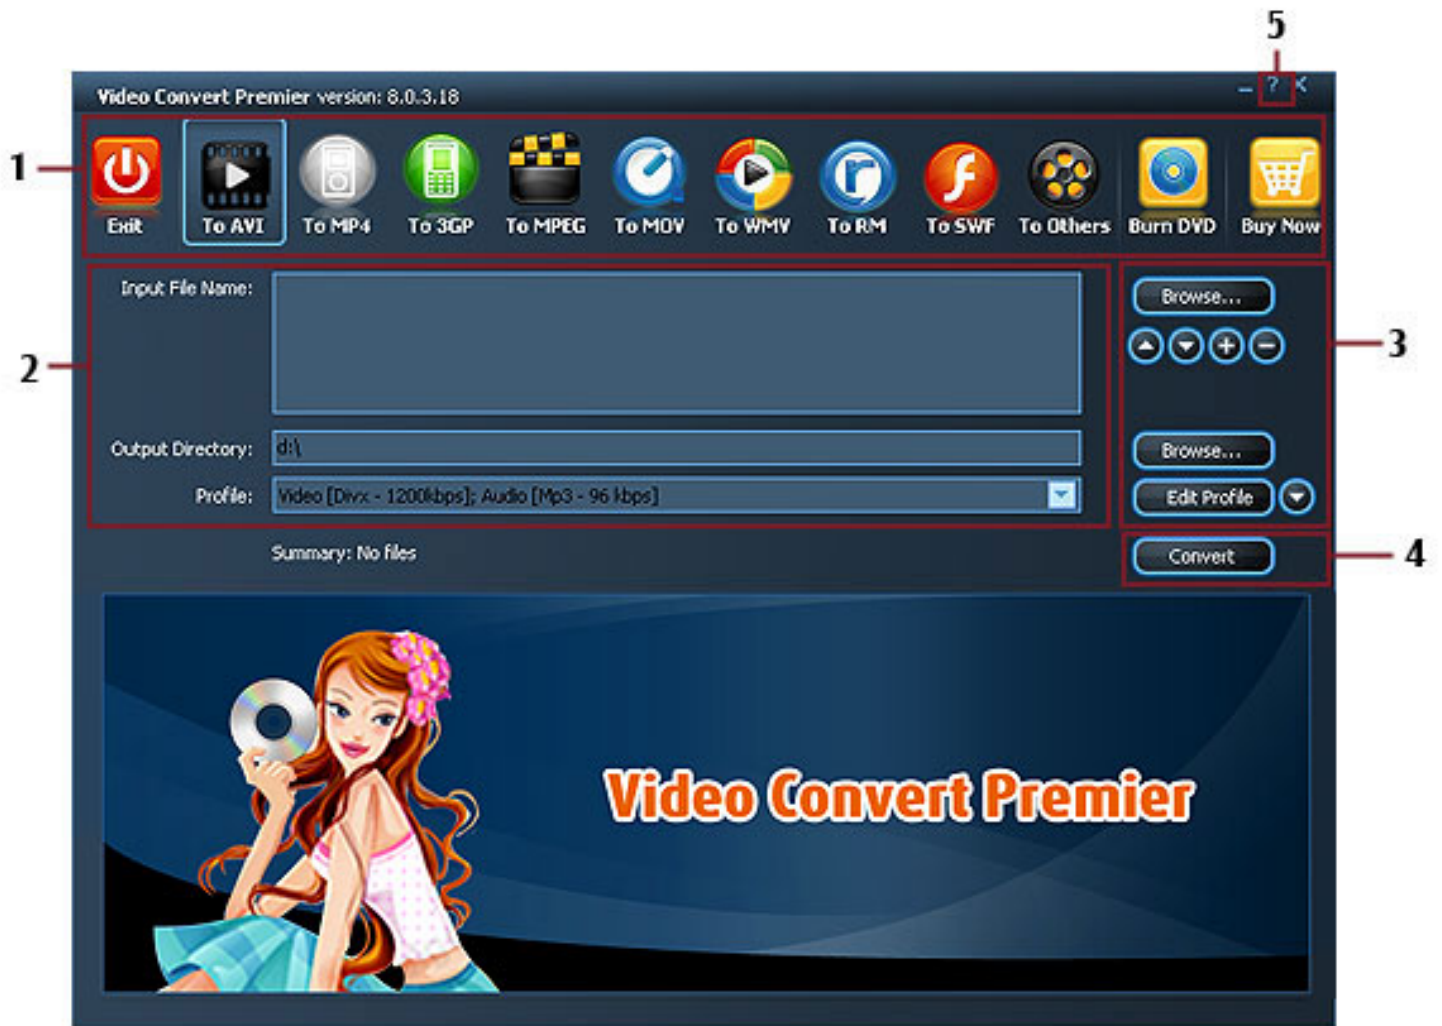 5
Video Convert Premier version: 8.0.3.18
?
1
Exit To AVI To MP4 To 3GP To MPEG To MOV To WMV To RM To SWF To Others Burn DVD Buy Now
2
Input File Name:
Browse...
3
Output Directory: d:\ Browse...
Profile: Video [Divx - 1200kbps]; Audio [Mp3 - 96 kbps] Edit Profile
Summary: No files
Convert
4
Video Convert Premier